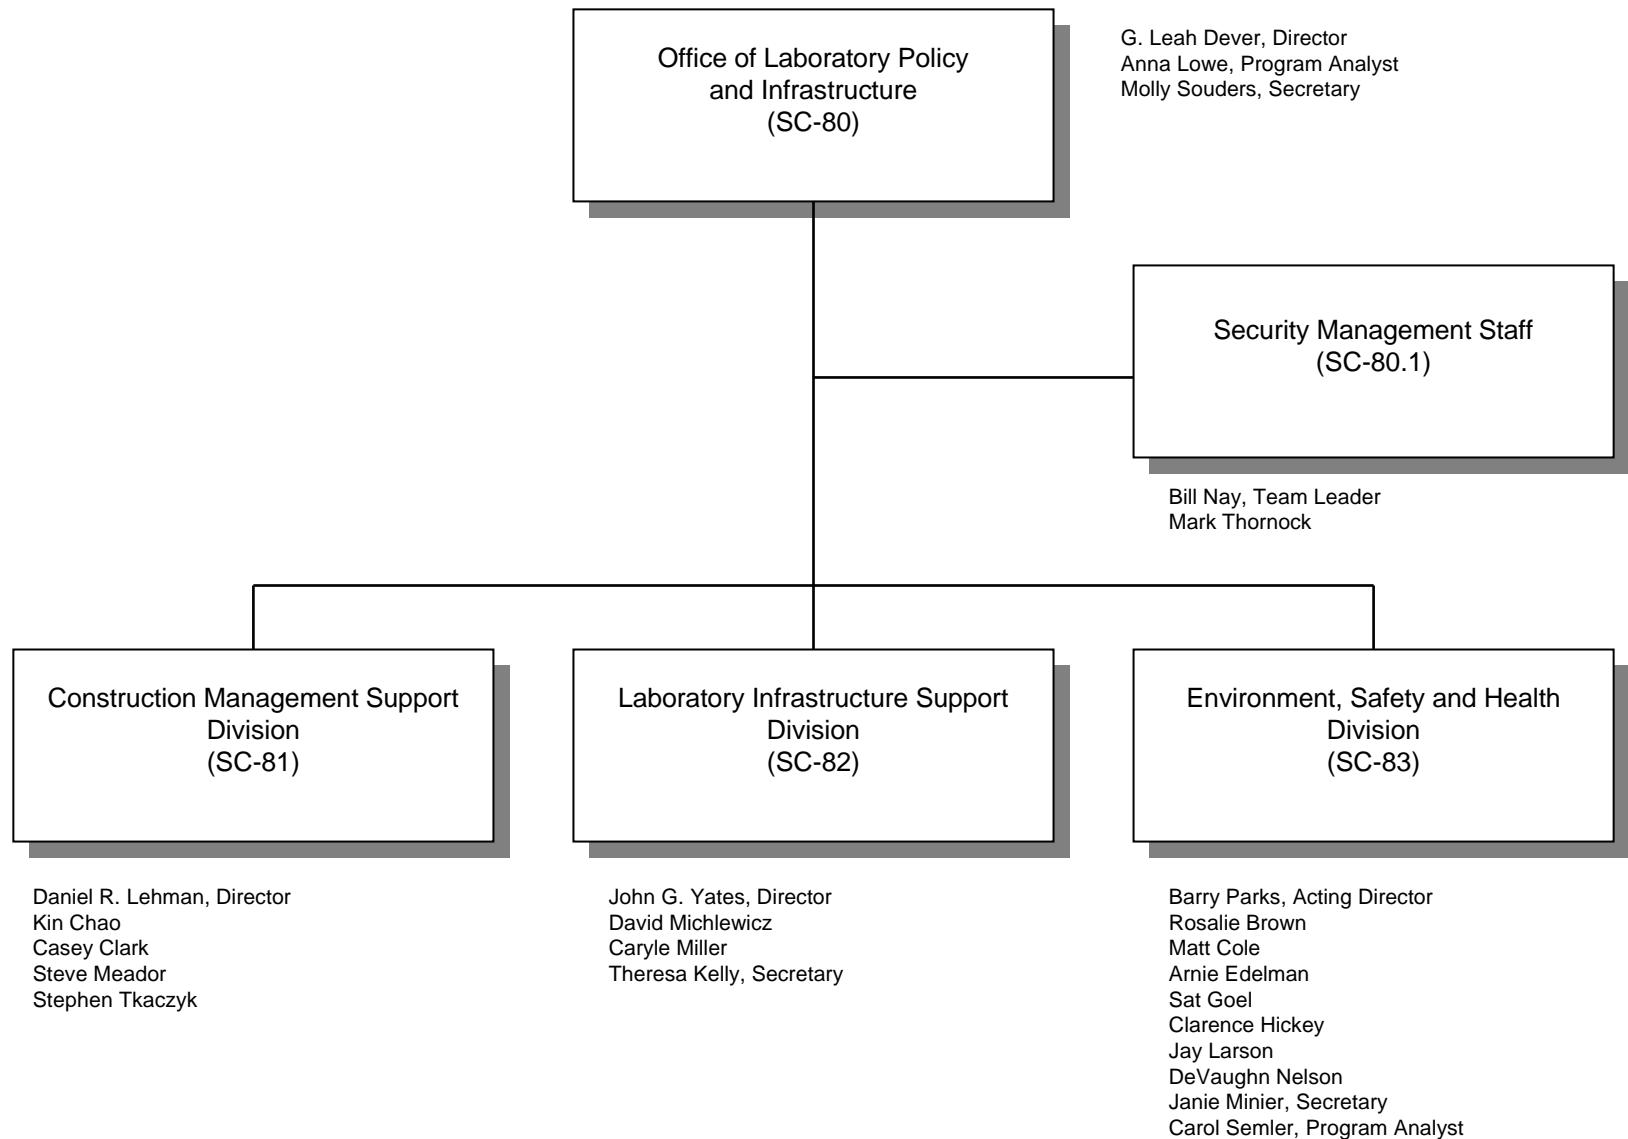 Office of Laboratory Policy
and Infrastructure
(SC-80)
G. Leah Dever, Director
Anna Lowe, Program Analyst
Molly Souders, Secretary
Security Management Staff
(SC-80.1)
Bill Nay, Team Leader
Mark Thornock
Construction Management Support
Division
(SC-81)
Daniel R. Lehman, Director
Kin Chao
Casey Clark
Steve Meador
Stephen Tkaczyk
Laboratory Infrastructure Support
Division
(SC-82)
John G. Yates, Director
David Michlewicz
Caryle Miller
Theresa Kelly, Secretary
Environment, Safety and Health
Division
(SC-83)
Barry Parks, Acting Director
Rosalie Brown
Matt Cole
Arnie Edelman
Sat Goel
Clarence Hickey
Jay Larson
DeVaughn Nelson
Janie Minier, Secretary
Carol Semler, Program Analyst